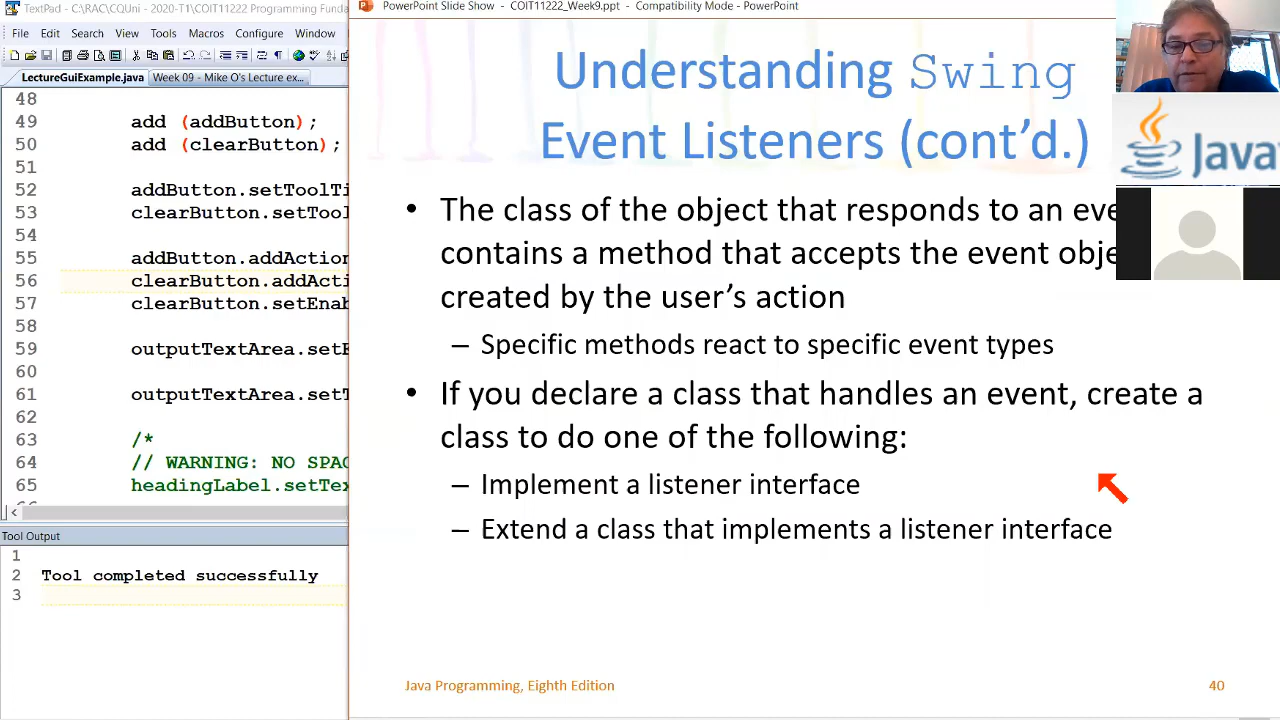 TextPad - C:\RAC\CQUni - 2020-T1\COIT11222 Programming Funda
File Edit Search View Tools Macros Configure Window
LectureGuiExample.java Week 09 - Mike O's Lecture ex...
48
49 add (addButton);
50 add (clearButton);
51
52 addButton.setToolTi
53 clearButton.setTool
54
55 addButton.addAction
56 clearButton.addActi
57 clearButton.setEnab
58
59 outputTextArea.setE
60
61 outputTextArea.setT
62
63 /*
64 // WARNING: NO SPAC
65 headingLabel.setTex
Tool Output
1
2 Tool completed successfully
3
PowerPoint Slide Show - COIT11222_Week9.ppt - Compatibility Mode - PowerPoint
Understanding Swing
Event Listeners (cont’d.)
• The class of the object that responds to an eve
contains a method that accepts the event obje
created by the user’s action
– Specific methods react to specific event types
• If you declare a class that handles an event, create a
class to do one of the following:
– Implement a listener interface
– Extend a class that implements a listener interface
Java Programming, Eighth Edition
40
Java